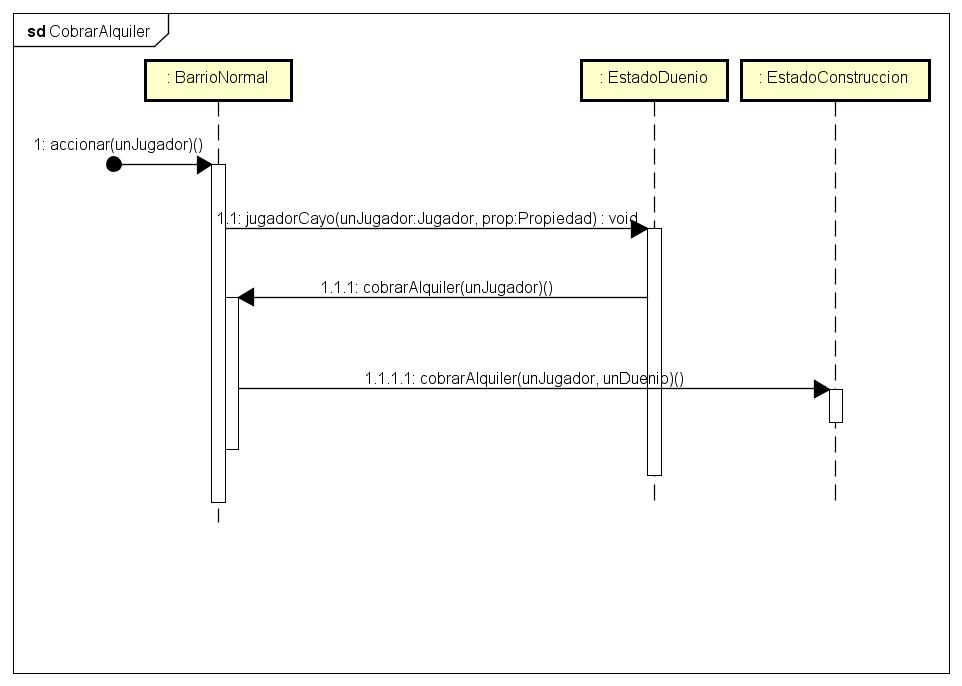 sd CobrarAlquiler
: BarrioNormal
: EstadoDuenio
: EstadoConstruccion
1: accionar(unJugador)()
1.1: jugadorCayo(unJugador:Jugador, prop:Propiedad) : void
1.1.1: cobrarAlquiler(unJugador)()
1.1.1.1: cobrarAlquiler(unJugador, unDuenio)()